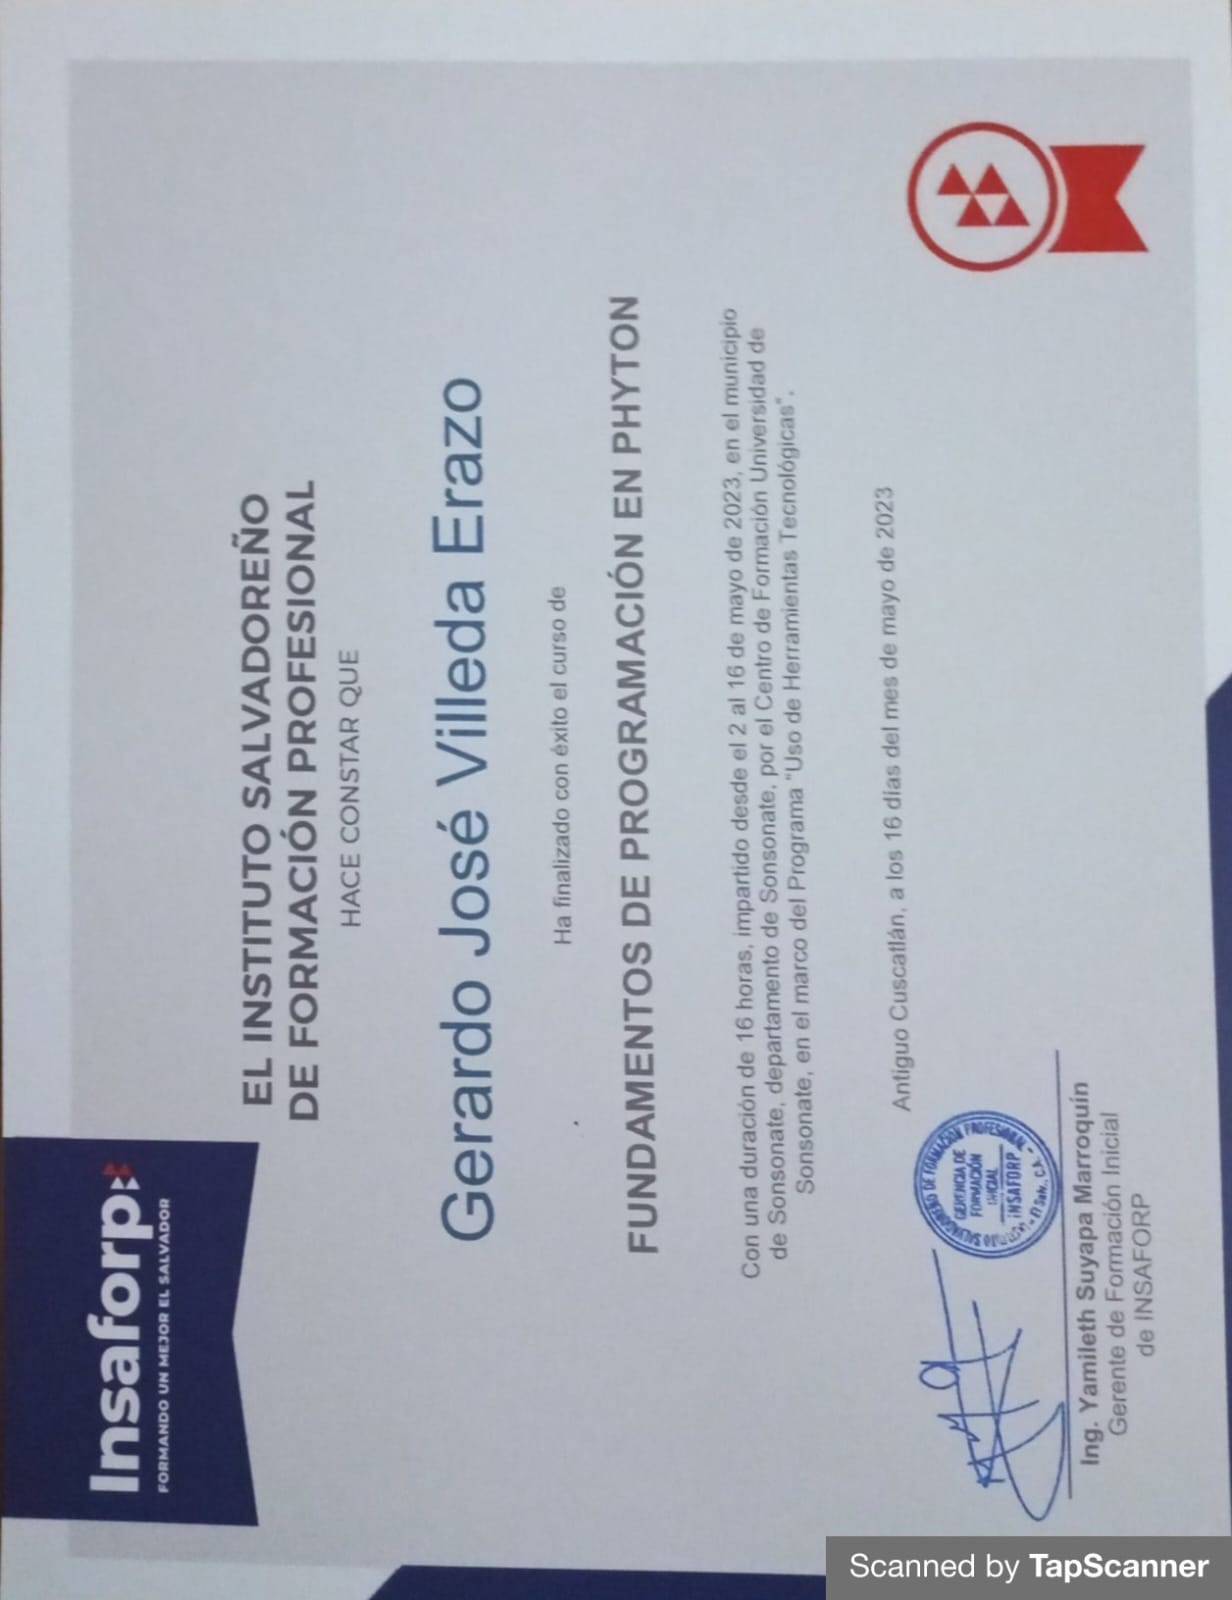 Insaforp
FORMANDO UN MEJOR EL SALVADOR
EL INSTITUTO SALVADOREÑO
DE FORMACIÓN PROFESIONAL
HACE CONSTAR QUE
Gerardo José Villeda Erazo
Ha finalizado con éxito el curso de
FUNDAMENTOS DE PROGRAMACIÓN EN PHYTON
Con una duración de 16 horas, impartido desde el 2 al 16 de mayo de 2023, en el municipio
de Sonsonate, departamento de Sonsonate, por el Centro de Formación Universidad de
Sonsonate, en el marco del Programa “Uso de Herramientas Tecnológicas”.
Antiguo Cuscatlán, a los 16 días del mes de mayo de 2023
SALVADOREÑO DE FORMACIÓN PROFESIONAL
GERENCIA DE
FORMACIÓN
INICIAL
INSAFORP
Ing. Yamileth Suyapa Marroquín
Gerente de Formación Inicial
de INSAFORP
Scanned by TapScanner